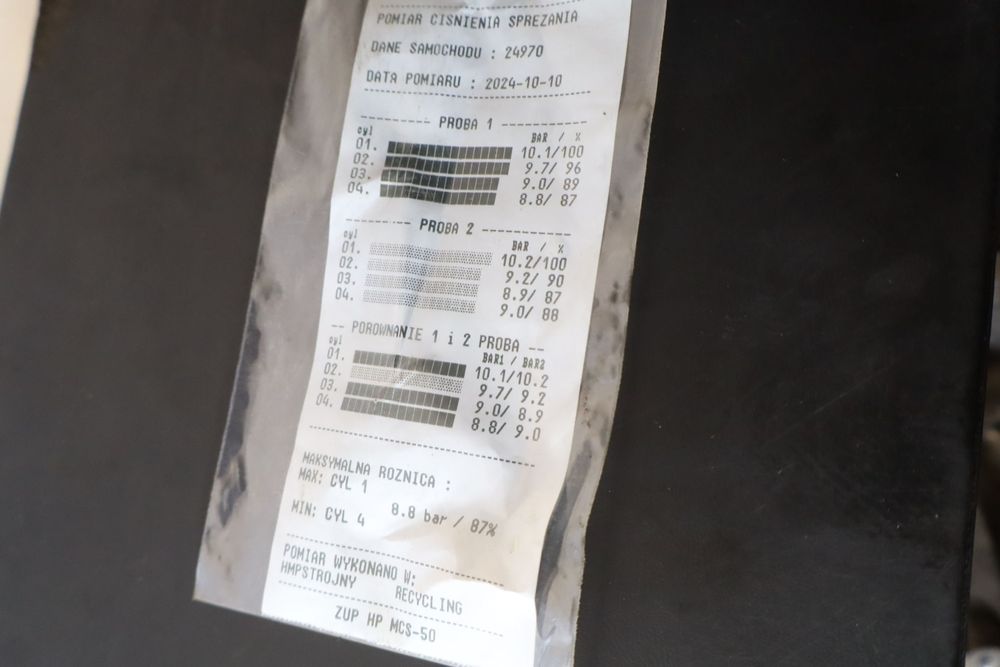 POMIAR CISNIENIA SPREZANIA
DANE SAMOCHODU : 24970
DATA POMIARU : 2024-10-10
PROBA 1
cyl BAR / %
01. 10.1/100
02. 9.7/ 96
03. 9.0/ 89
04. 8.8/ 87
PROBA 2
cyl BAR / %
01. 10.2/100
02. 9.2/ 90
03. 8.9/ 87
04. 9.0/ 88
POROWNANIE 1 i 2 PROBA
cyl BAR1 / BAR2
01. 10.1/10.2
02. 9.7/ 9.2
03. 9.0/ 8.9
04. 8.8/ 9.0
MAKSYMALNA ROZNICA :
MAX: CYL 1
MIN: CYL 4 8.8 bar / 87%
POMIAR WYKONANO W:
HMPSTROJNY RECYCLING
ZUP HP MCS-50